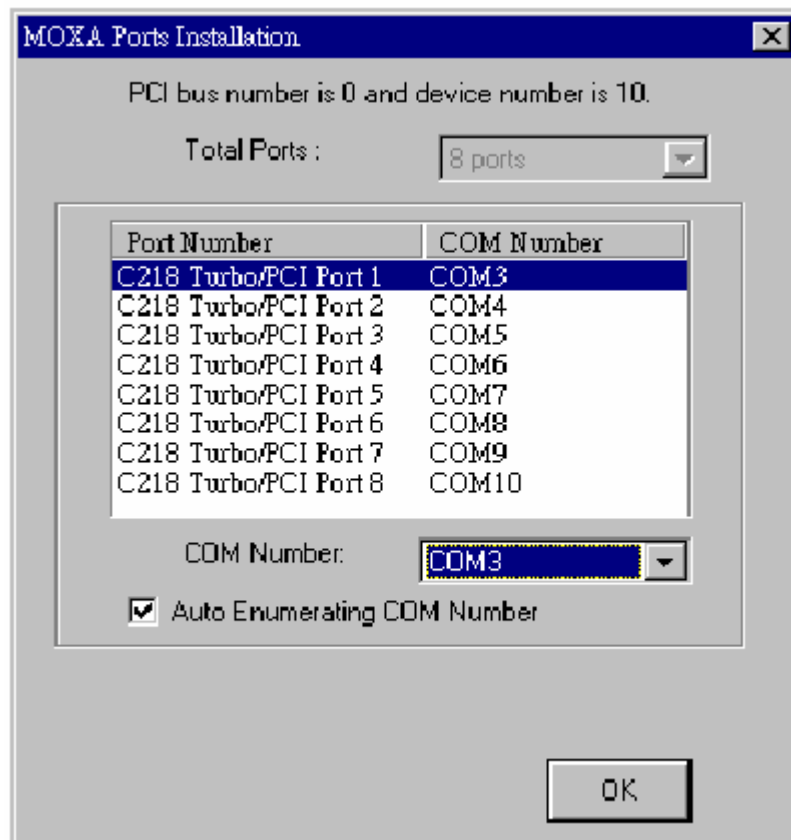 MOXA Ports Installation
PCI bus number is 0 and device number is 10.
Total Ports : 8 ports
Port Number COM Number
C218 Turbo/PCI Port 1 COM3
C218 Turbo/PCI Port 2 COM4
C218 Turbo/PCI Port 3 COM5
C218 Turbo/PCI Port 4 COM6
C218 Turbo/PCI Port 5 COM7
C218 Turbo/PCI Port 6 COM8
C218 Turbo/PCI Port 7 COM9
C218 Turbo/PCI Port 8 COM10
COM Number: COM3
Auto Enumerating COM Number
OK